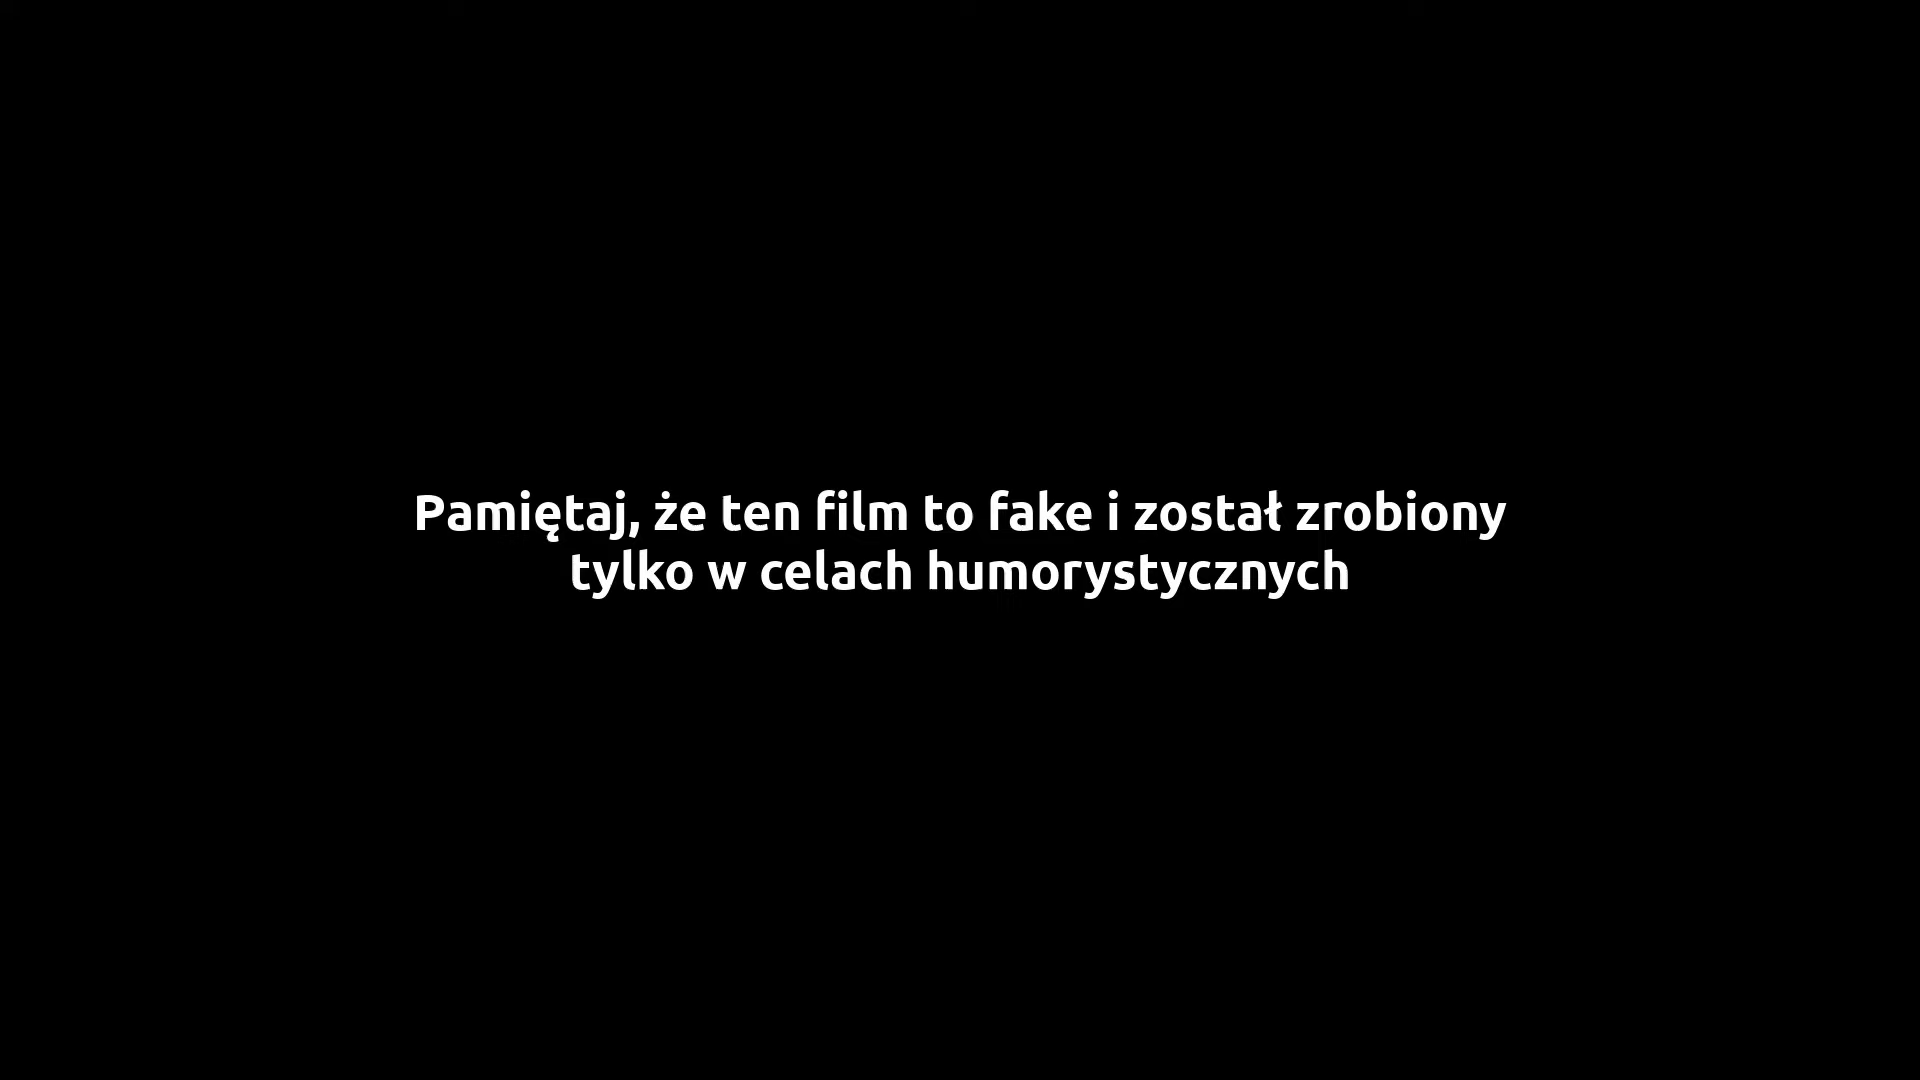 Pamiętaj, że ten film to fake i został zrobiony
tylko w celach humorystycznych